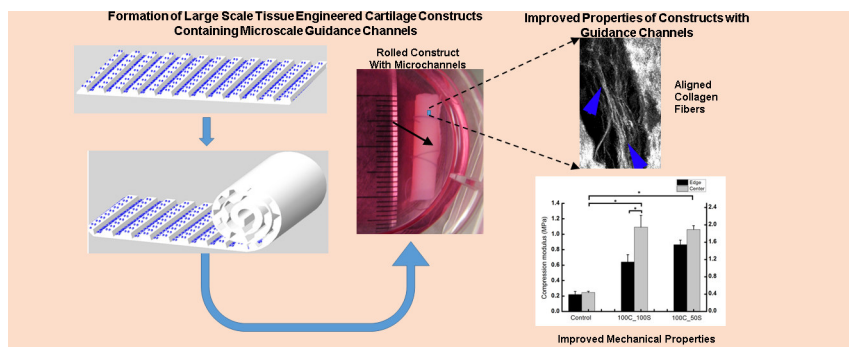 Formation of Large Scale Tissue Engineered Cartilage Constructs
Containing Microscale Guidance Channels
Rolled Construct
With Microchannels
Improved Properties of Constructs with
Guidance Channels
Aligned
Collagen
Fibers
Edge
Center
*
*
*
Compression modulus (MPa)
1.4
1.2
1.0
0.8
0.6
0.4
0.2
2.4
2.0
1.6
1.2
0.8
0.4
0.0
Control
100C_100S
100C_50S
Improved Mechanical Properties